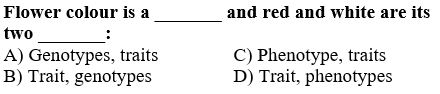 Flower colour is a _______ and red and white are its
two _______:
A) Genotypes, traits C) Phenotype, traits
B) Trait, genotypes D) Trait, phenotypes